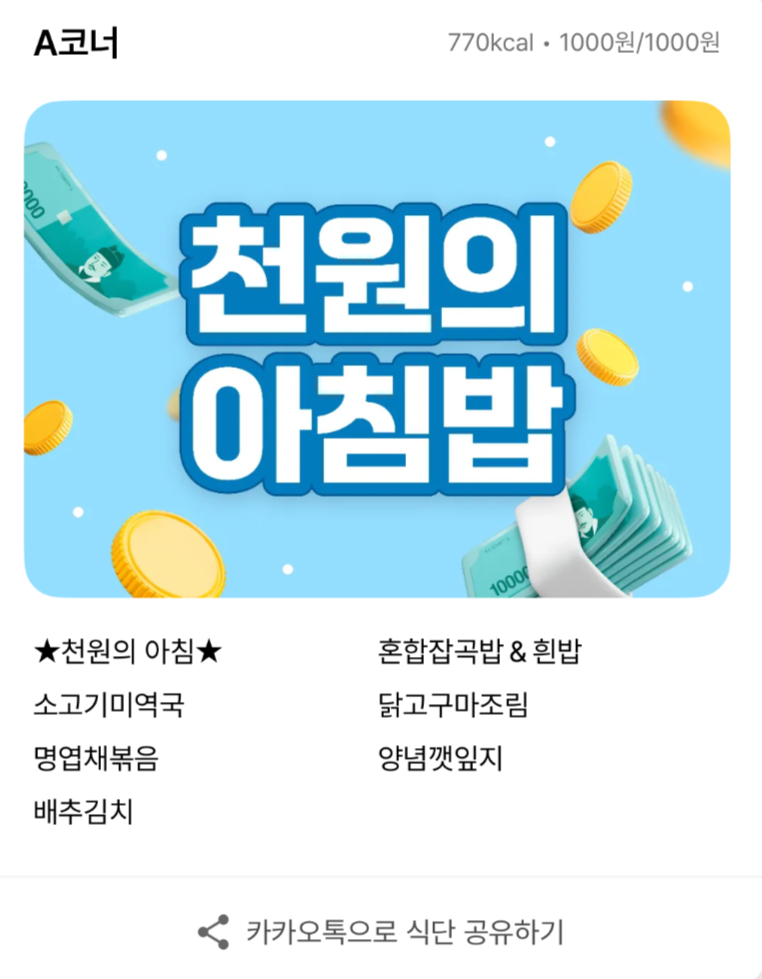 A코너
770kcal • 1000원/1000원
천원의
아침밥
10000
★천원의 아침★
혼합잡곡밥 & 흰밥
소고기미역국
닭고구마조림
명엽채볶음
양념깻잎지
배추김치
카카오톡으로 식단 공유하기